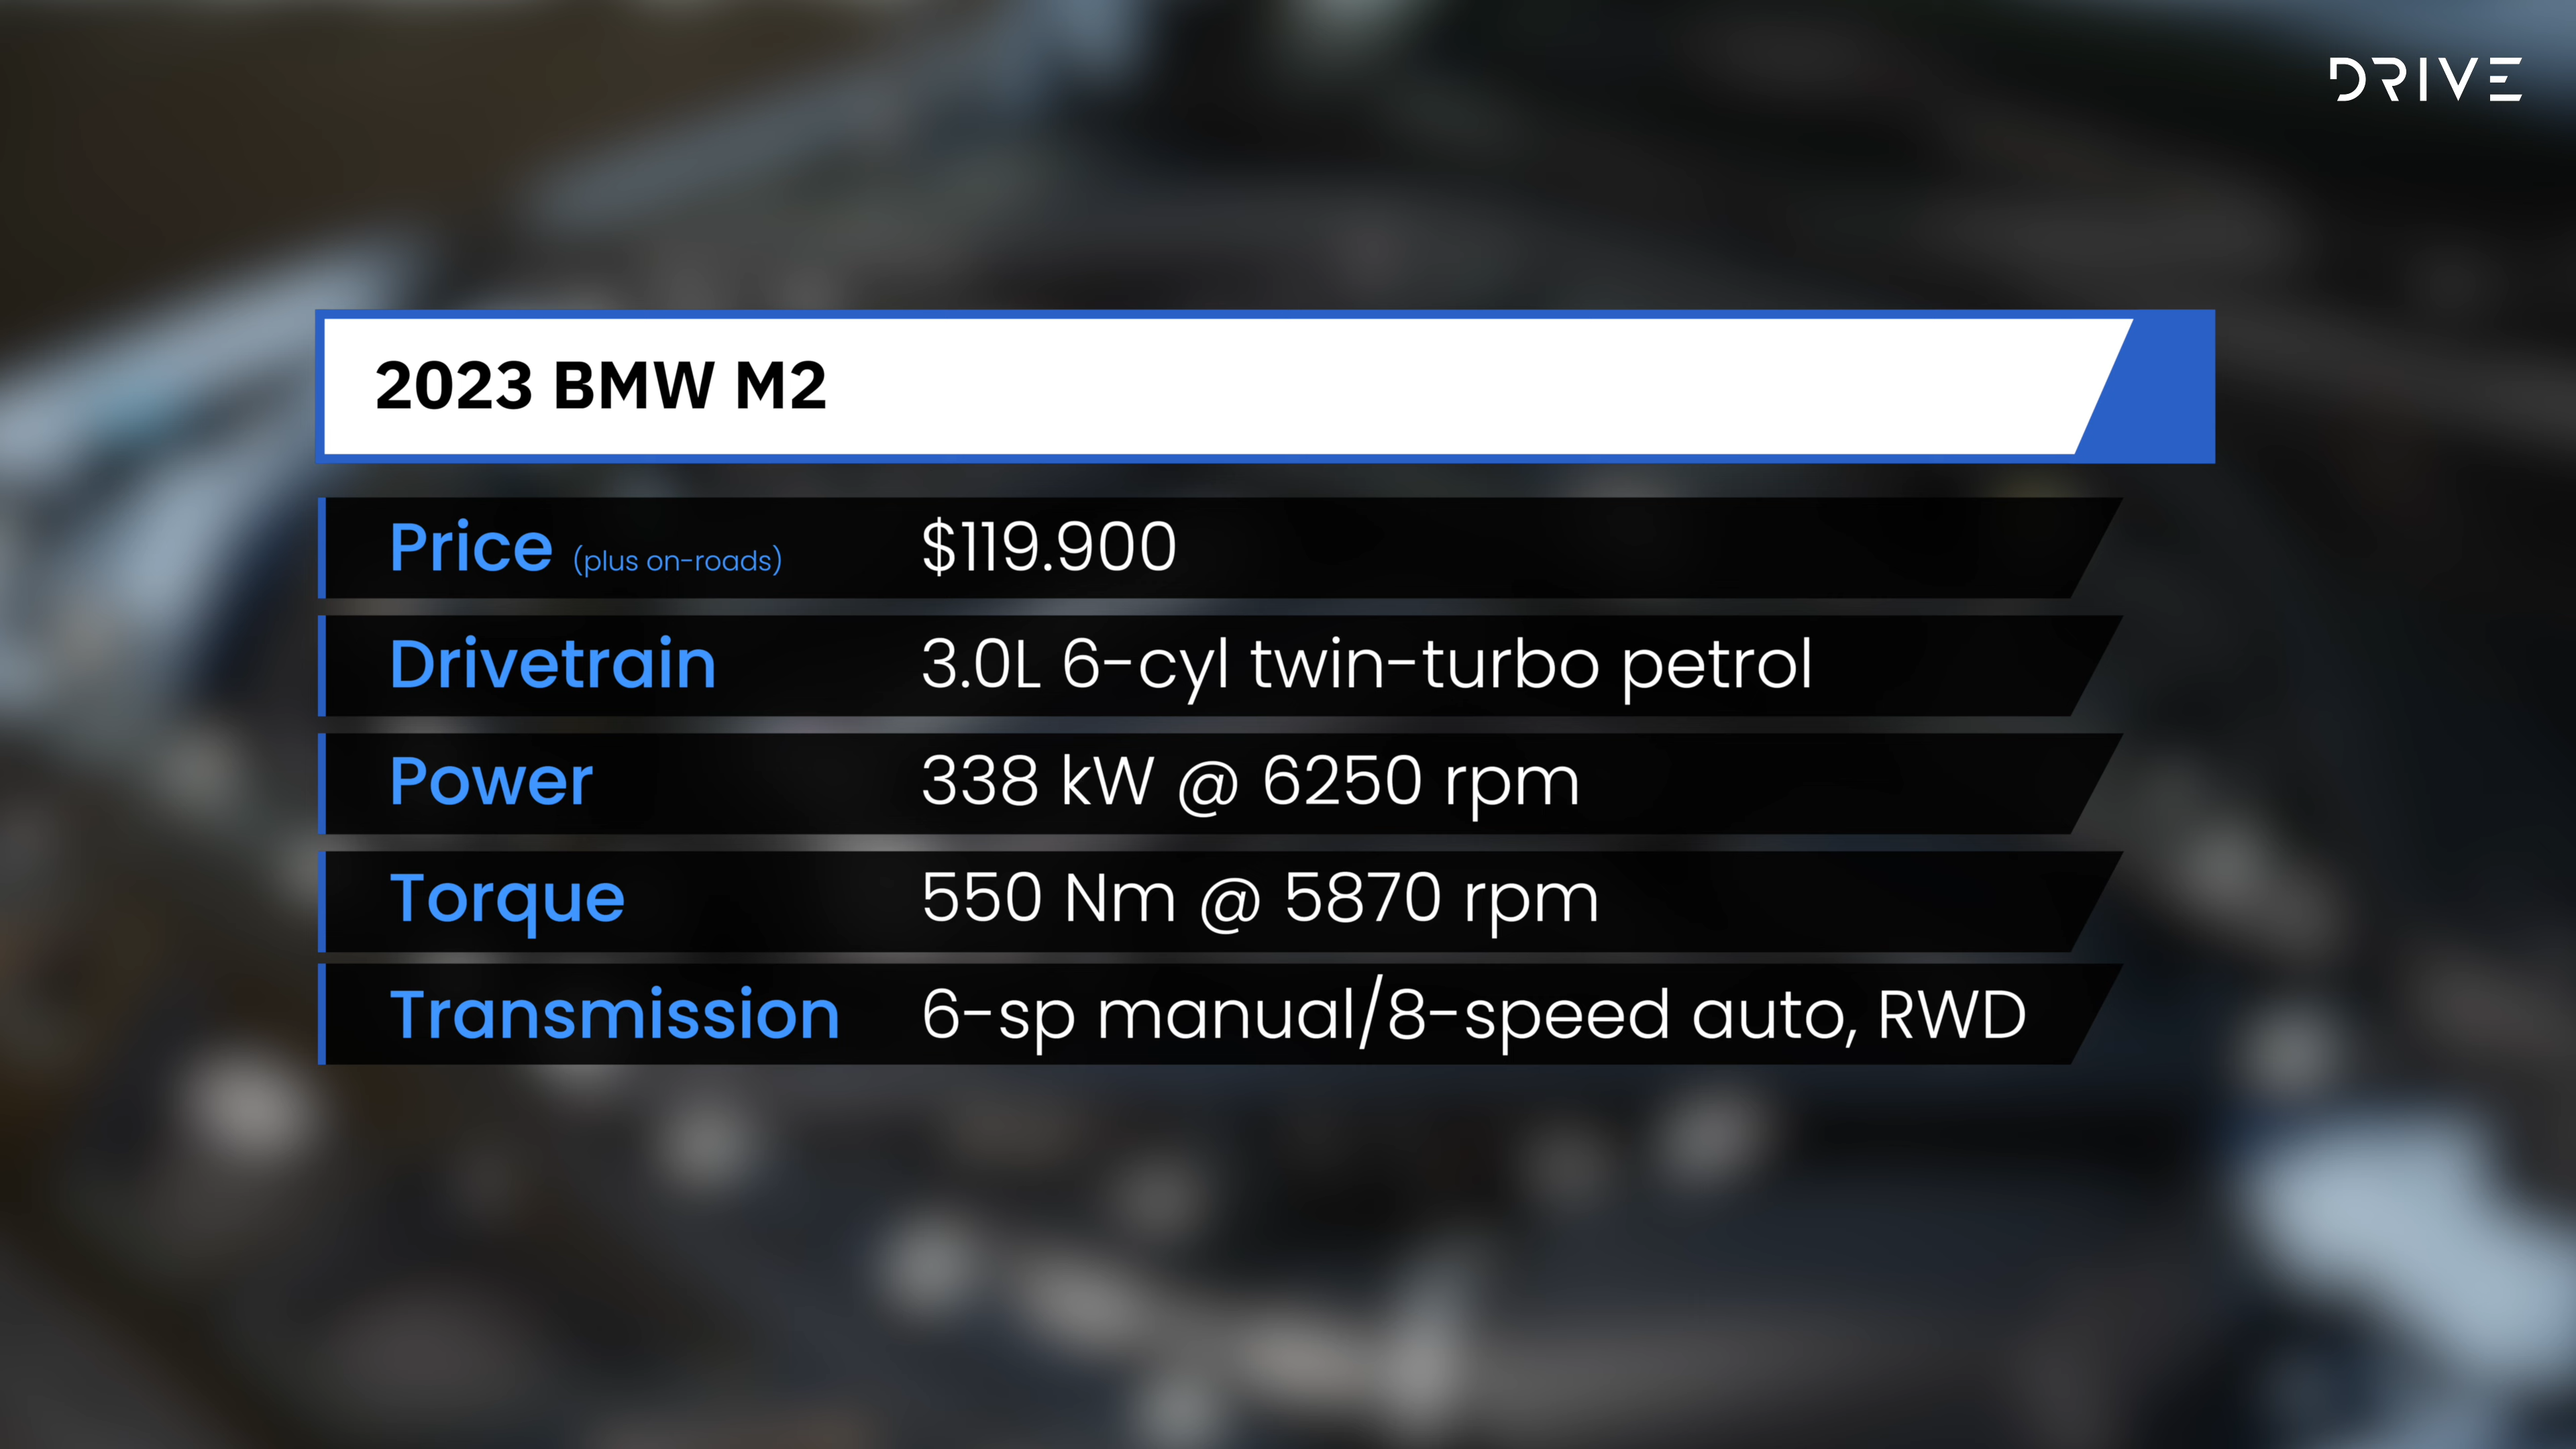 DRIVE
2023 BMW M2
Price (plus on-roads) $119.900
Drivetrain 3.0L 6-cyl twin-turbo petrol
Power 338 kW @ 6250 rpm
Torque 550 Nm @ 5870 rpm
Transmission 6-sp manual/8-speed auto, RWD